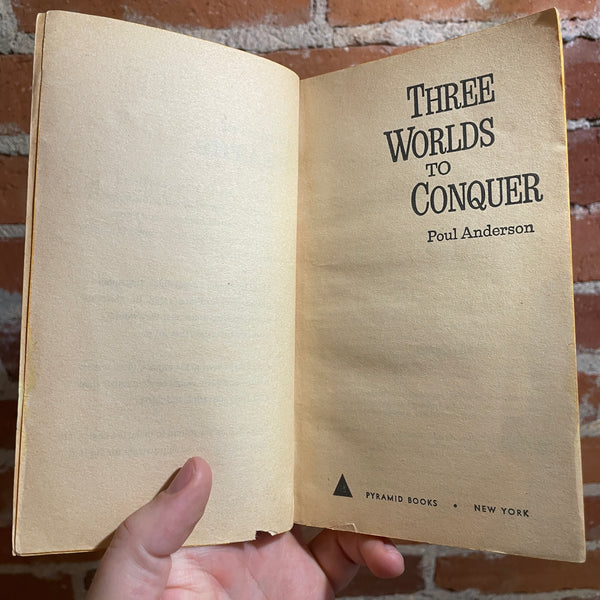 THREE
WORLDS
TO
CONQUER
Poul Anderson
PYRAMID BOOKS • NEW YORK